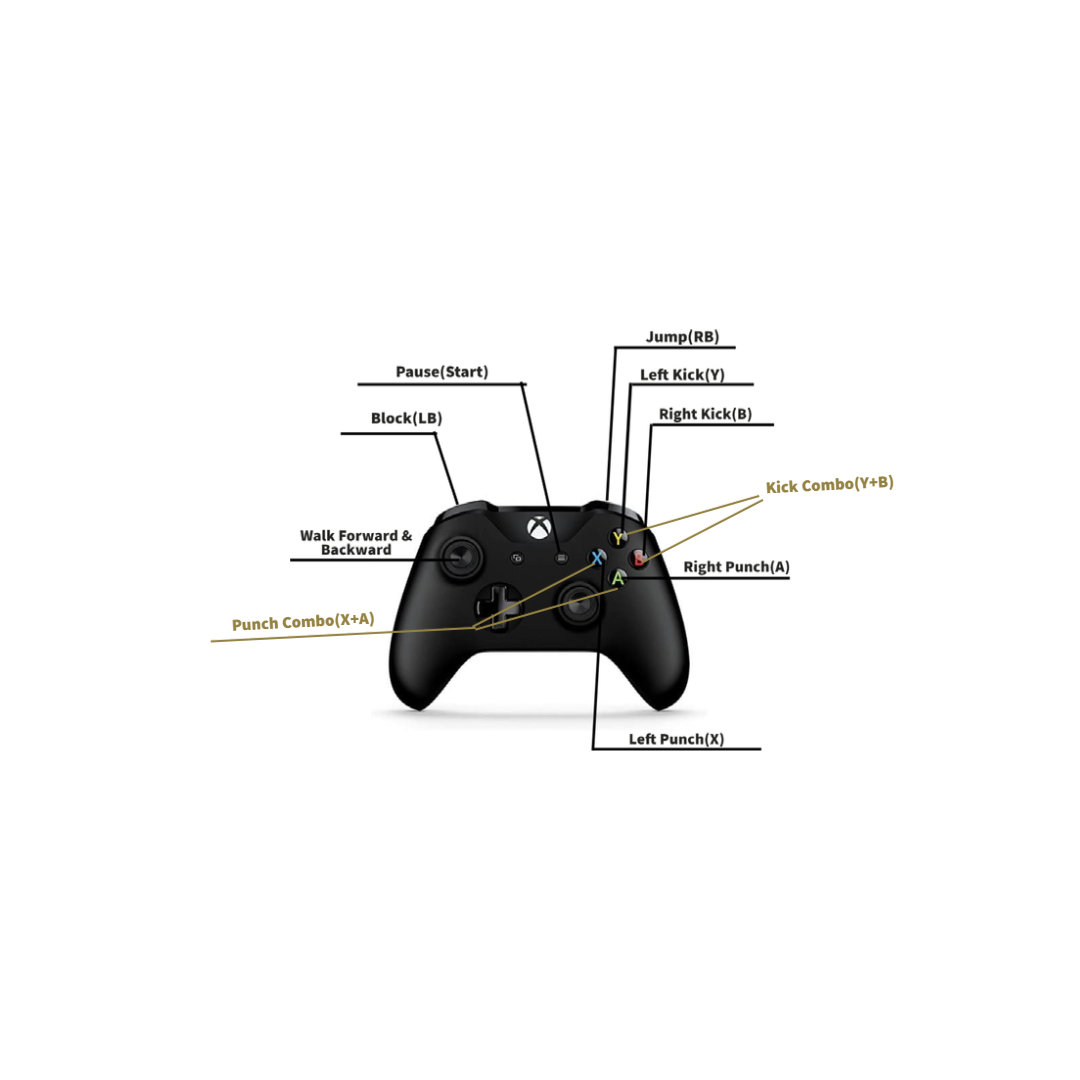 Jump(RB)
Pause(Start)
Left Kick(Y)
Block(LB)
Right Kick(B)
Kick Combo(Y+B)
Walk Forward &
Backward
Y
X
B
A
Right Punch(A)
Punch Combo(X+A)
Left Punch(X)